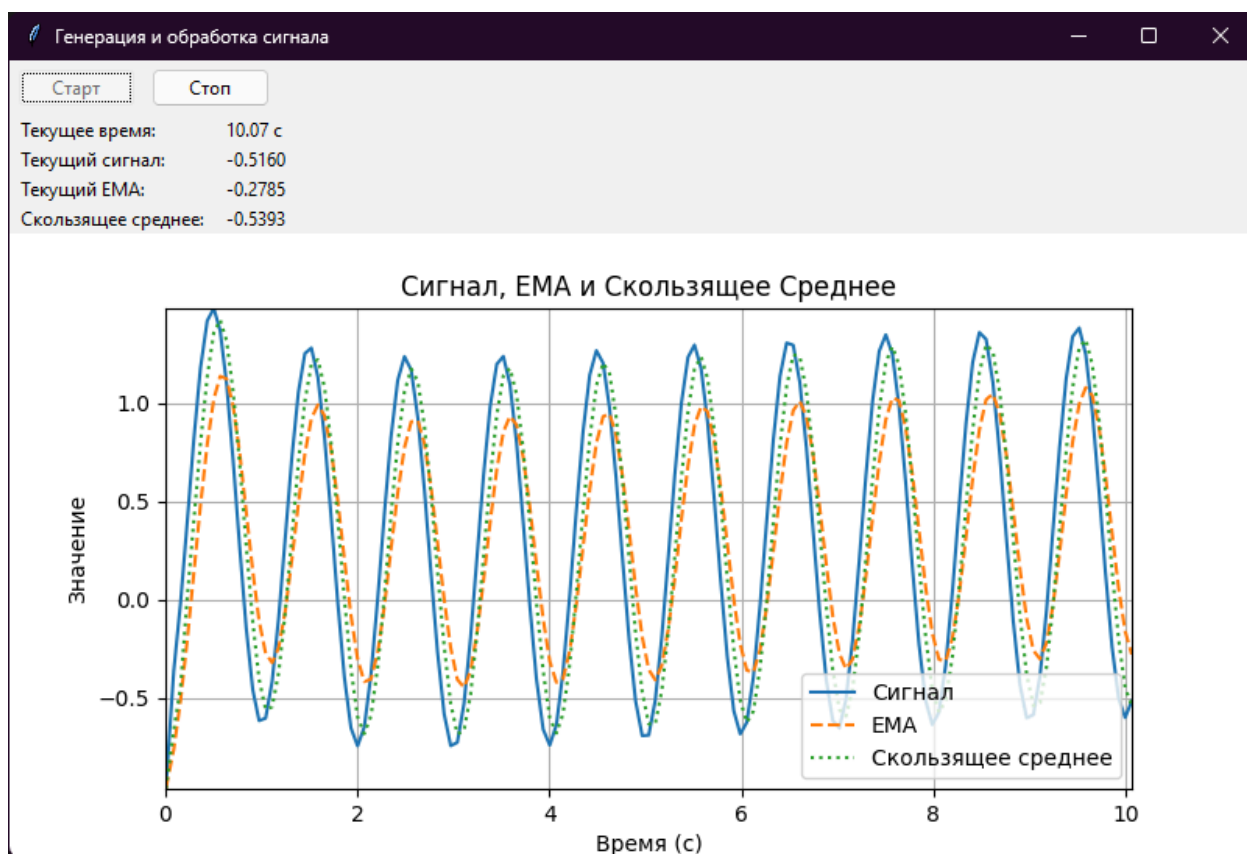 Генерация и обработка сигнала
Старт Стоп
Текущее время: 10.07 с
Текущий сигнал: -0.5160
Текущий EMA: -0.2785
Скользящее среднее: -0.5393
Сигнал, EMA и Скользящее Среднее
1.0
0.5
0.0
−0.5
Значение
Сигнал
EMA
Скользящее среднее
0 2 4 6 8 10
Время (с)